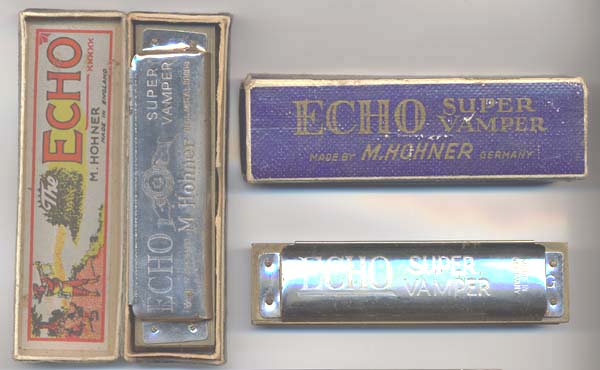 The
ECHO
XXXXX
M. HOHNER
MADE IN ENGLAND
SUPER
VAMPER
ECHO
M. Hohner
ECHO SUPER
VAMPER
MADE BY M. HOHNER GERMANY
ECHO SUPER
VAMPER